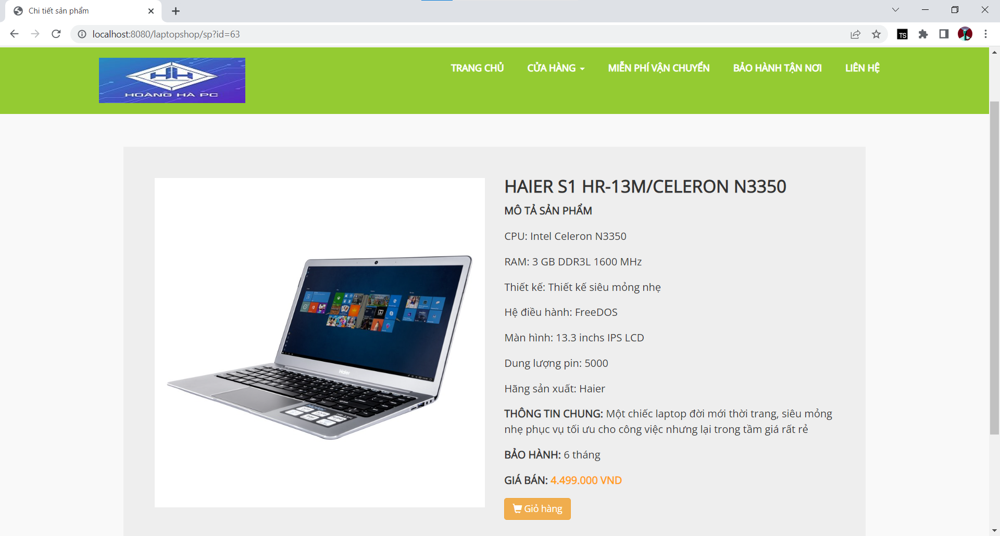 Chi tiết sản phẩm
localhost:8080/laptopshop/sp?id=63
TS
HH
HOÀNG HÀ PC
TRANG CHỦ CỬA HÀNG MIỄN PHÍ VẬN CHUYỂN BẢO HÀNH TẬN NƠI LIÊN HỆ
HAIER S1 HR-13M/CELERON N3350
MÔ TẢ SẢN PHẨM
CPU: Intel Celeron N3350
RAM: 3 GB DDR3L 1600 MHz
Thiết kế: Thiết kế siêu mỏng nhẹ
Hệ điều hành: FreeDOS
Màn hình: 13.3 inchs IPS LCD
Dung lượng pin: 5000
Hãng sản xuất: Haier
THÔNG TIN CHUNG: Một chiếc laptop đời mới thời trang, siêu mỏng
nhẹ phục vụ tối ưu cho công việc nhưng lại trong tầm giá rất rẻ
BẢO HÀNH: 6 tháng
GIÁ BÁN: 4.499.000 VND
Giỏ hàng
Haier